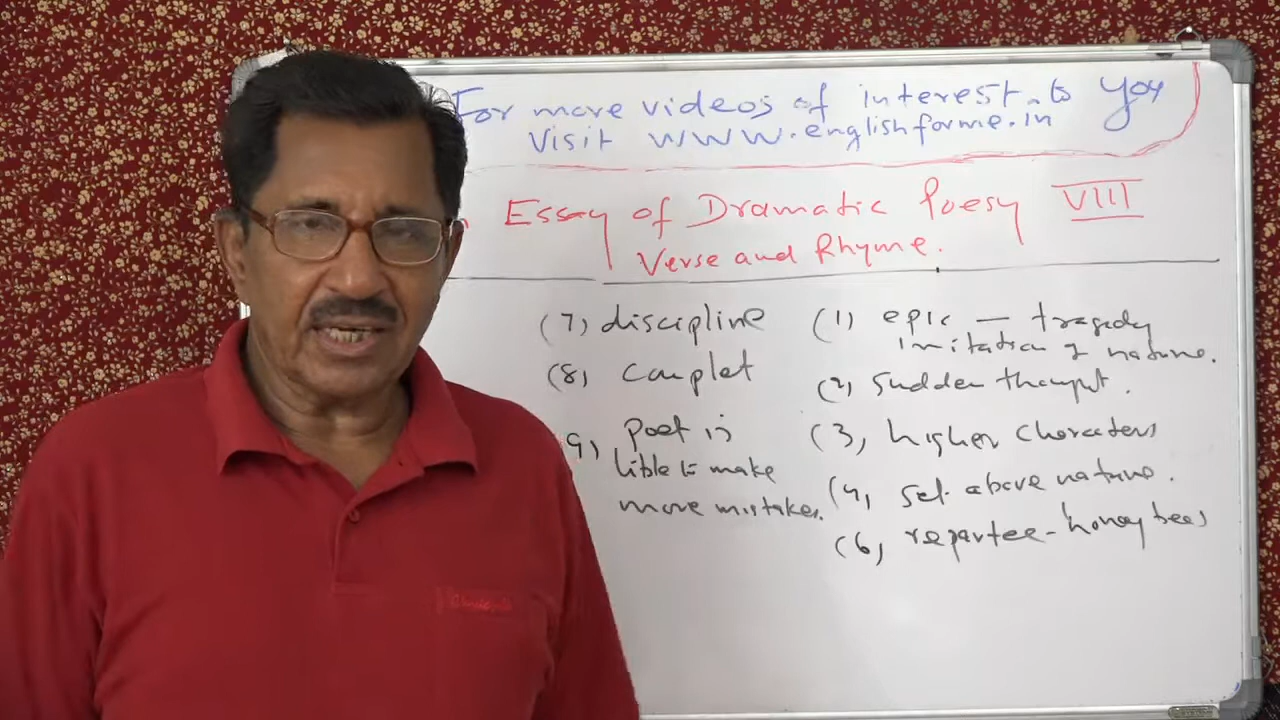 For more videos of interest to you
Visit www.englishforme.in
Essay of Dramatic Poesy VIII
Verse and Rhyme.
(7) discipline
(8) couplet
9) Poet is
lible to make
more mistakes.
(1) epic — tragedy
imitation of nature.
(2) sudden thought.
(3) higher characters
(4) set above nature.
(6) repartee - honey bees